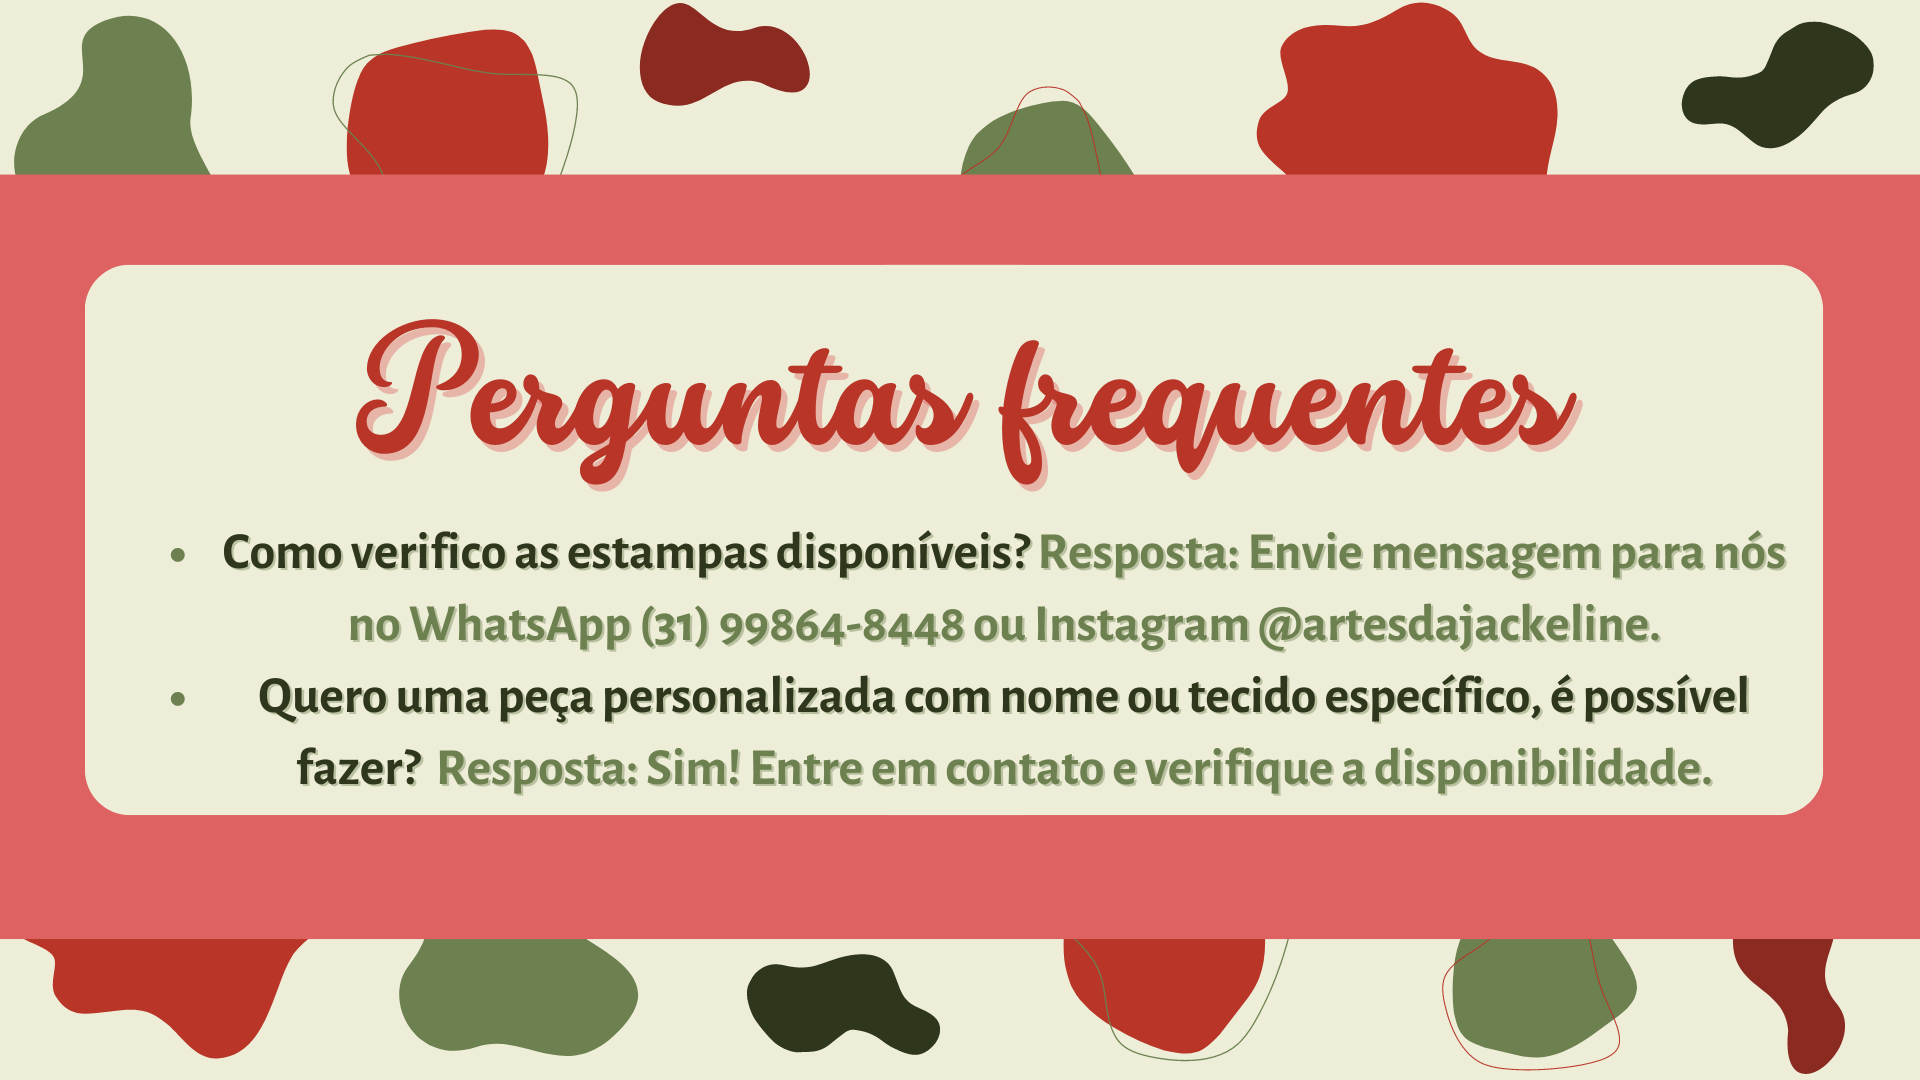 Perguntas frequentes
• Como verifico as estampas disponíveis? Resposta: Envie mensagem para nós
no WhatsApp (31) 99864-8448 ou Instagram @artesdajackeline.
• Quero uma peça personalizada com nome ou tecido específico, é possível
fazer? Resposta: Sim! Entre em contato e verifique a disponibilidade.